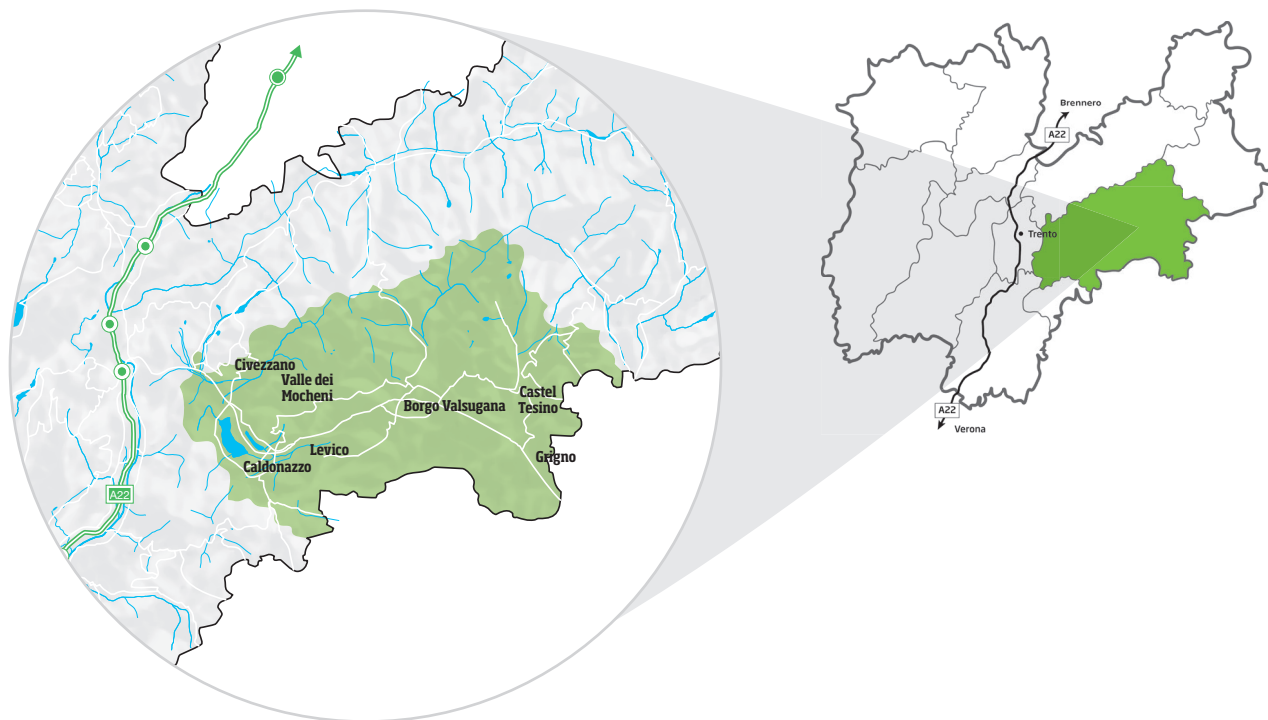 Civezzano
Valle dei
Mocheni
Borgo Valsugana
Castel
Tesino
Levico
Caldonazzo
Grigno
A22
Brennero
A22
Trento
A22
Verona